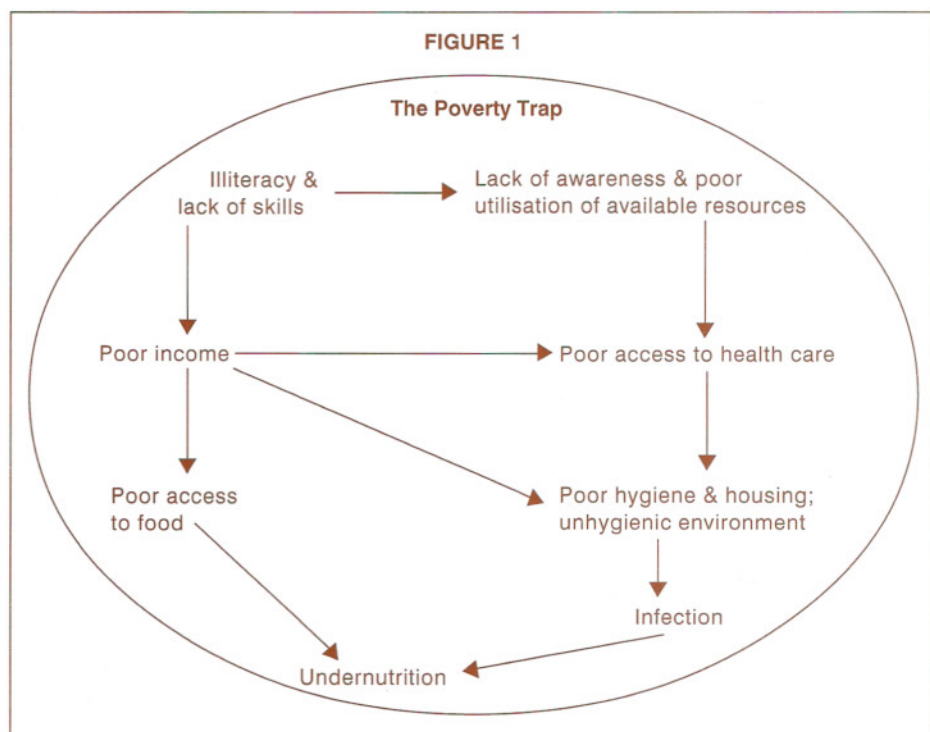 FIGURE 1
The Poverty Trap
Illiteracy &
lack of skills
Lack of awareness & poor
utilisation of available resources
Poor income
Poor access to health care
Poor access
to food
Poor hygiene & housing;
unhygienic environment
Infection
Undernutrition